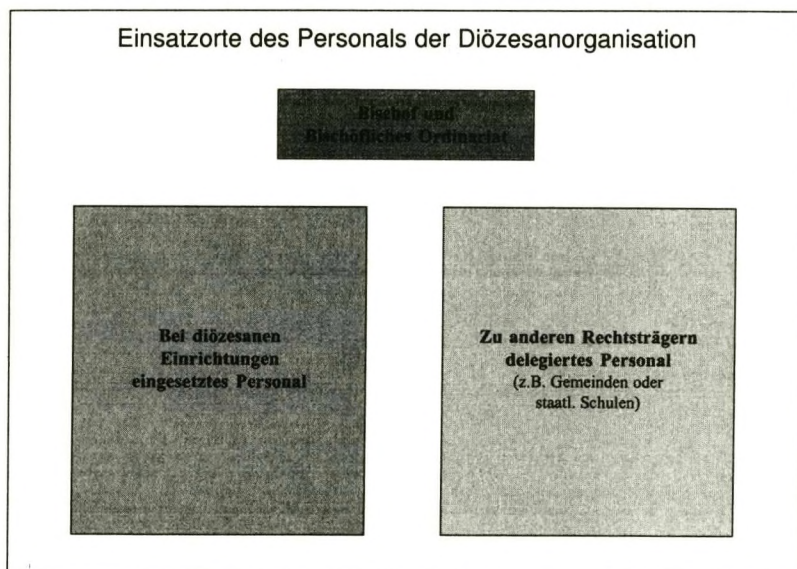 Einsatzorte des Personals der Diözesanorganisation
Bischof und
Bischöfliches Ordinariat
Bei diözesanen
Einrichtungen
eingesetztes Personal
Zu anderen Rechtsträgern
delegiertes Personal
(z.B. Gemeinden oder
staatl. Schulen)